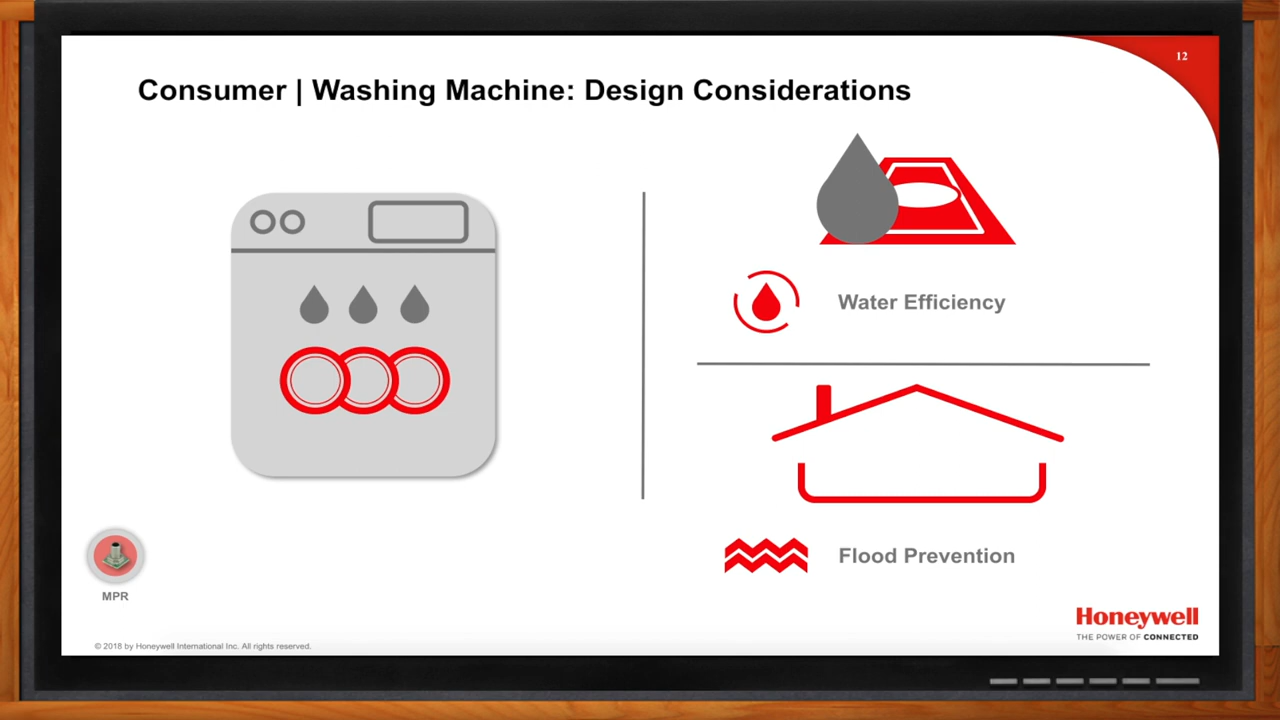 12
Consumer | Washing Machine: Design Considerations
Water Efficiency
Flood Prevention
MPR
Honeywell
THE POWER OF CONNECTED
© 2018 by Honeywell International Inc. All rights reserved.